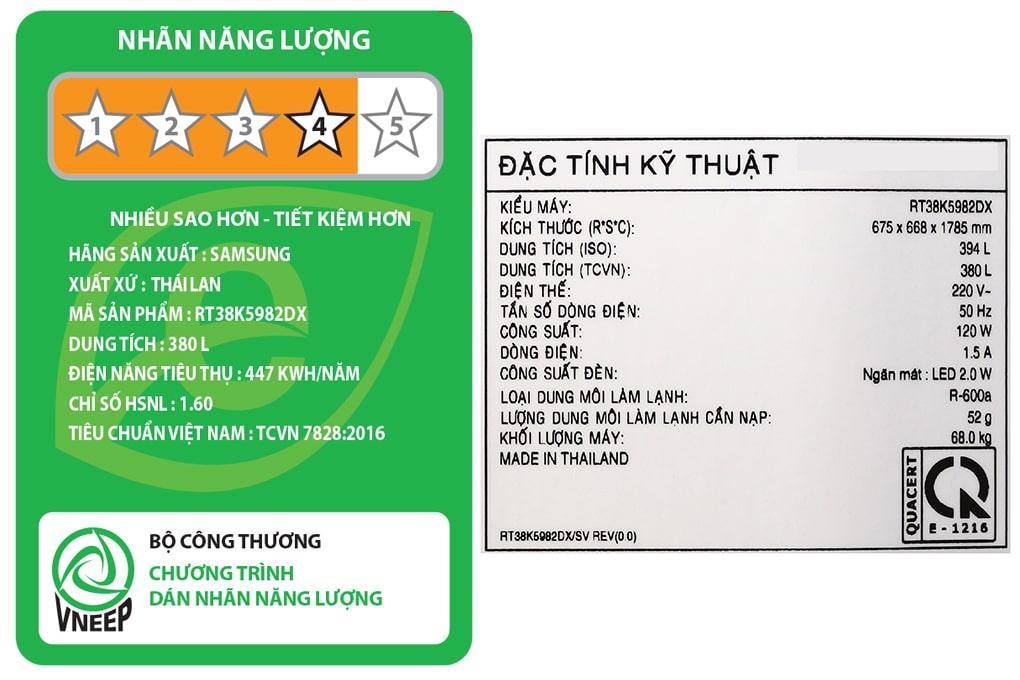 NHÃN NĂNG LƯỢNG
1 2 3 4 5
NHIỀU SAO HƠN - TIẾT KIỆM HƠN
HÃNG SẢN XUẤT : SAMSUNG
XUẤT XỨ : THÁI LAN
MÃ SẢN PHẨM : RT38K5982DX
DUNG TÍCH : 380 L
ĐIỆN NĂNG TIÊU THỤ : 447 KWH/NĂM
CHỈ SỐ HSNL : 1.60
TIÊU CHUẨN VIỆT NAM : TCVN 7828:2016
VNEEP
BỘ CÔNG THƯƠNG
CHƯƠNG TRÌNH
DÁN NHÃN NĂNG LƯỢNG
ĐẶC TÍNH KỸ THUẬT
KIỂU MÁY: RT38K5982DX
KÍCH THƯỚC (R*S*C): 675 x 668 x 1785 mm
DUNG TÍCH (ISO): 394 L
DUNG TÍCH (TCVN): 380 L
ĐIỆN THẾ: 220 V~
TẦN SỐ DÒNG ĐIỆN: 50 Hz
CÔNG SUẤT: 120 W
DÒNG ĐIỆN: 1.5 A
CÔNG SUẤT ĐÈN: Ngăn mát : LED 2.0 W
LOẠI DUNG MÔI LÀM LẠNH: R-600a
LƯỢNG DUNG MÔI LÀM LẠNH CẦN NẠP: 52 g
KHỐI LƯỢNG MÁY: 68.0 kg
MADE IN THAILAND
QUACERT
E - 1216
RT38K5982DX/SV REV(0.0)